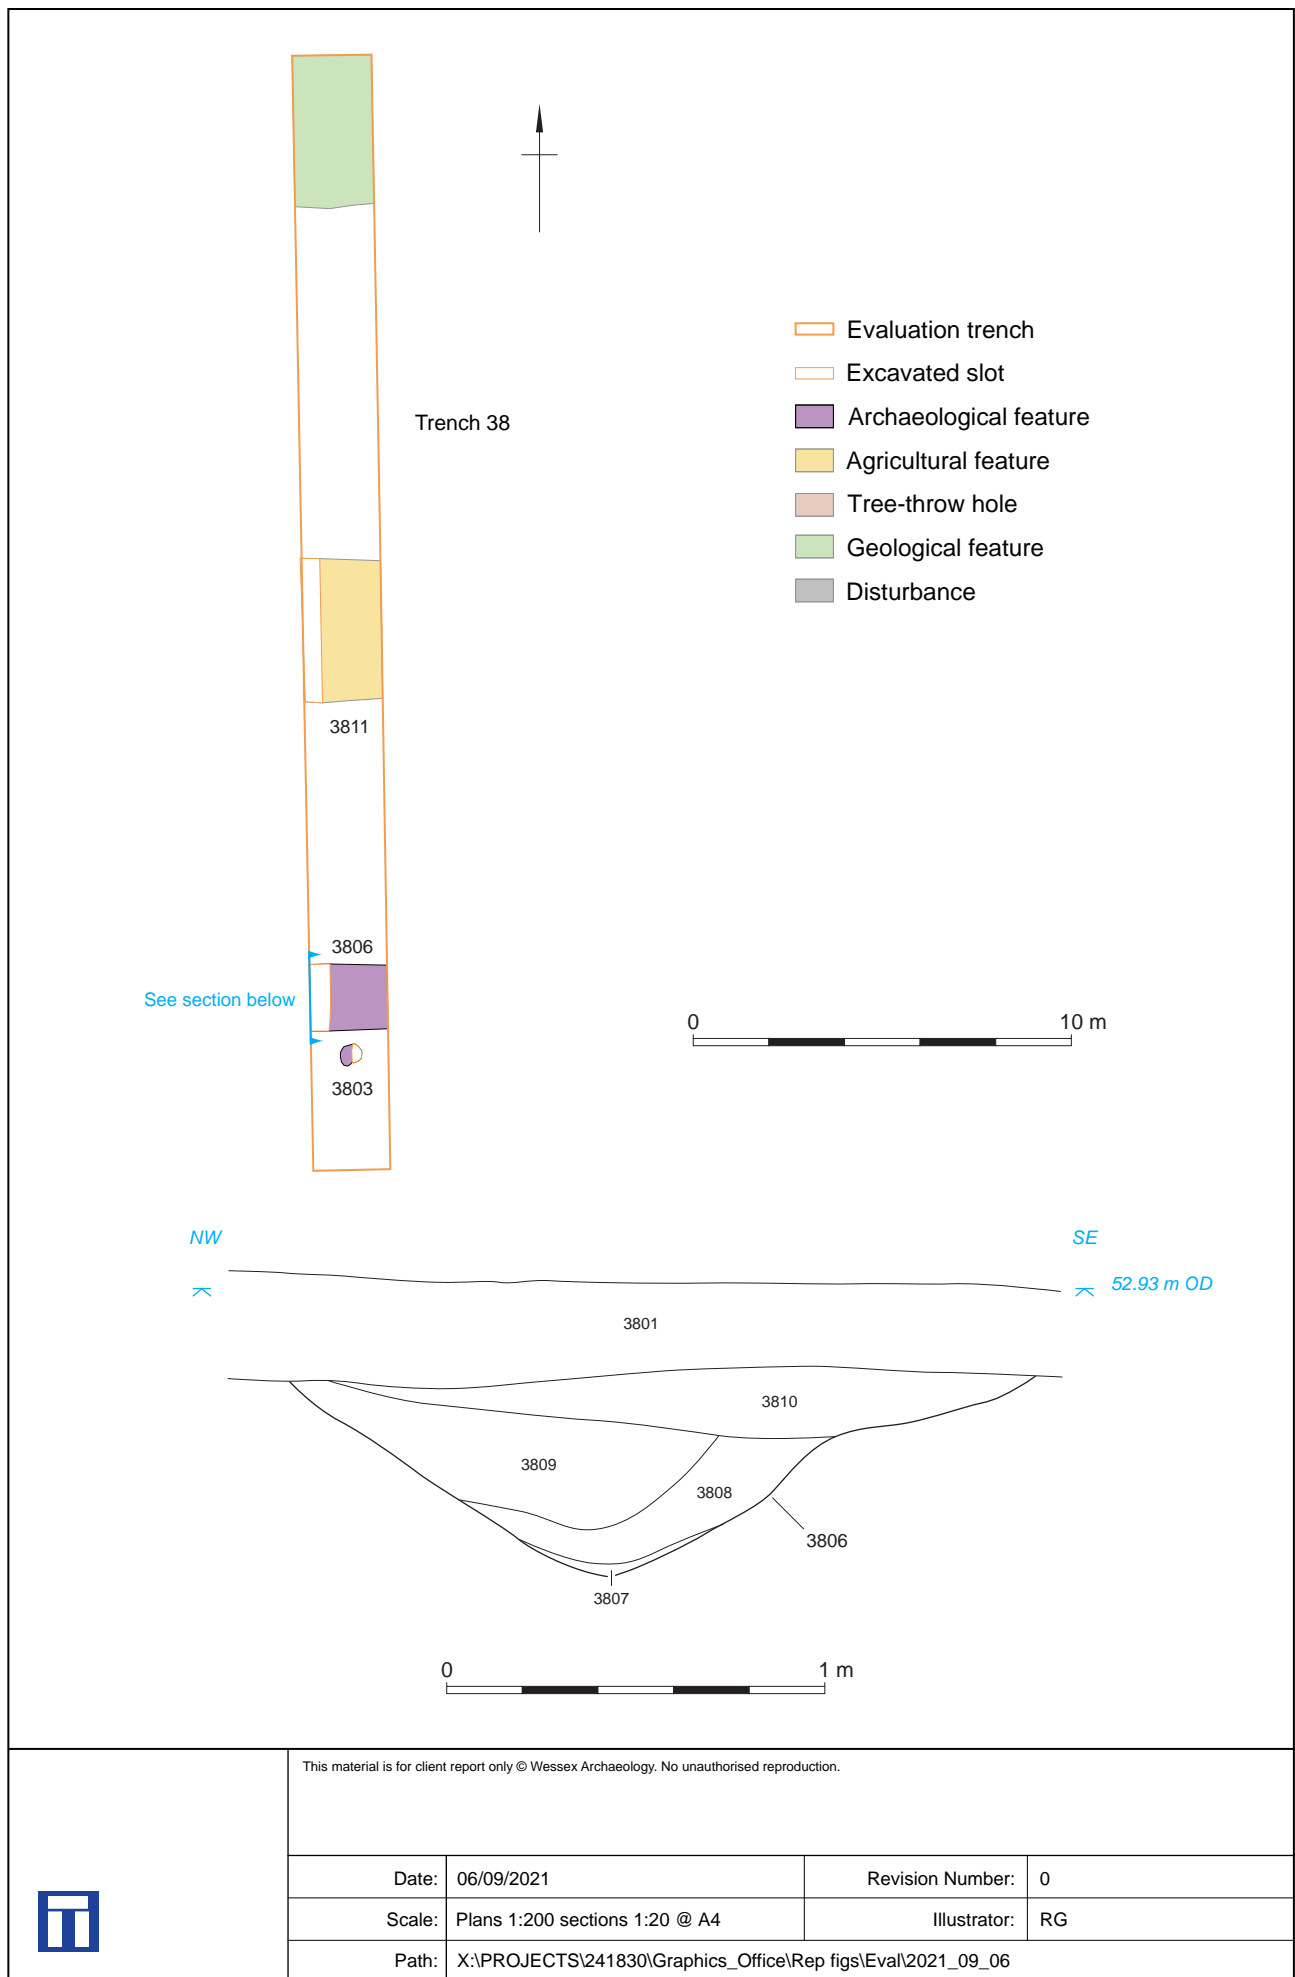 Evaluation trench
Excavated slot
Trench 38
Archaeological feature
Agricultural feature
Tree-throw hole
Geological feature
Disturbance
3811
3806
See section below
0 10 m
3803
NW SE
52.93 m OD
3801
3810
3809
3808
3806
3807
0 1 m
This material is for client report only © Wessex Archaeology. No unauthorised reproduction.
Date: 06/09/2021 Revision Number: 0
Scale: Plans 1:200 sections 1:20 @ A4 Illustrator: RG
Path: X:\PROJECTS\241830\Graphics_Office\Rep figs\Eval\2021_09_06